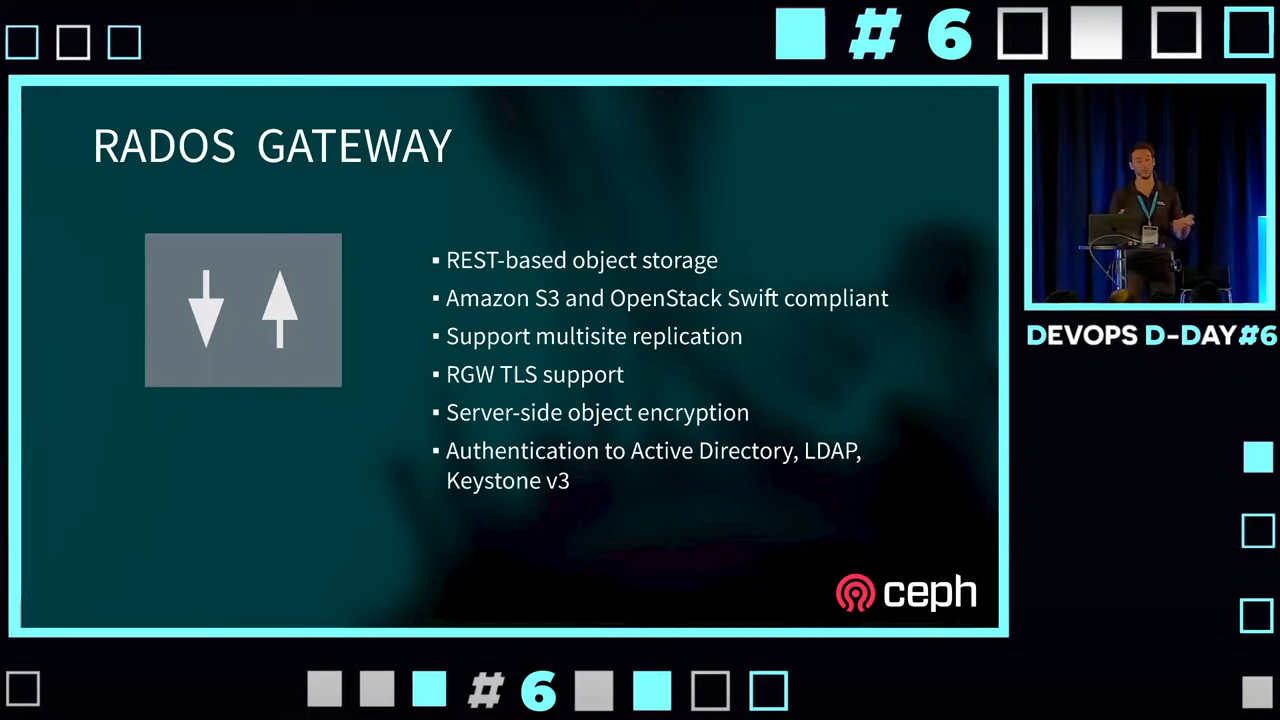 # 6
RADOS GATEWAY
▪ REST-based object storage
▪ Amazon S3 and OpenStack Swift compliant
▪ Support multisite replication
▪ RGW TLS support
▪ Server-side object encryption
▪ Authentication to Active Directory, LDAP,
Keystone v3
ceph
DEVOPS D-DAY#6
# 6